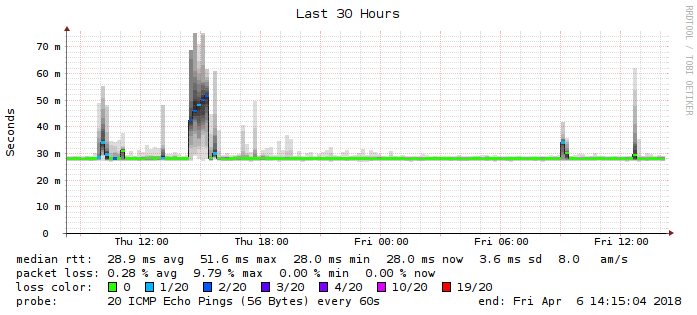 Last 30 Hours
RRDTOOL / TOBI OETIKER
Seconds
70 m
60 m
50 m
40 m
30 m
20 m
10 m
0
Thu 12:00 Thu 18:00 Fri 00:00 Fri 06:00 Fri 12:00
median rtt: 28.9 ms avg 51.6 ms max 28.0 ms min 28.0 ms now 3.6 ms sd 8.0 am/s
packet loss: 0.28 % avg 9.79 % max 0.00 % min 0.00 % now
loss color: 0 1/20 2/20 3/20 4/20 10/20 19/20
probe: 20 ICMP Echo Pings (56 Bytes) every 60s end: Fri Apr 6 14:15:04 2018